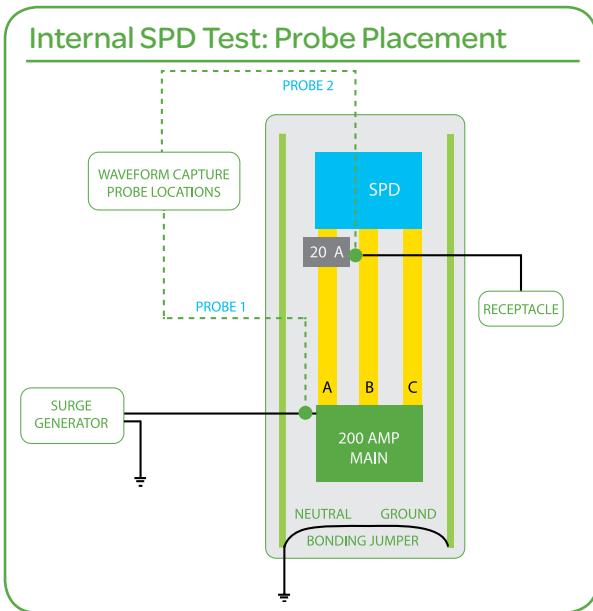 Internal SPD Test: Probe Placement
PROBE 2
WAVEFORM CAPTURE
PROBE LOCATIONS
SPD
20 A
RECEPTACLE
PROBE 1
A B C
SURGE
GENERATOR
200 AMP
MAIN
NEUTRAL GROUND
BONDING JUMPER